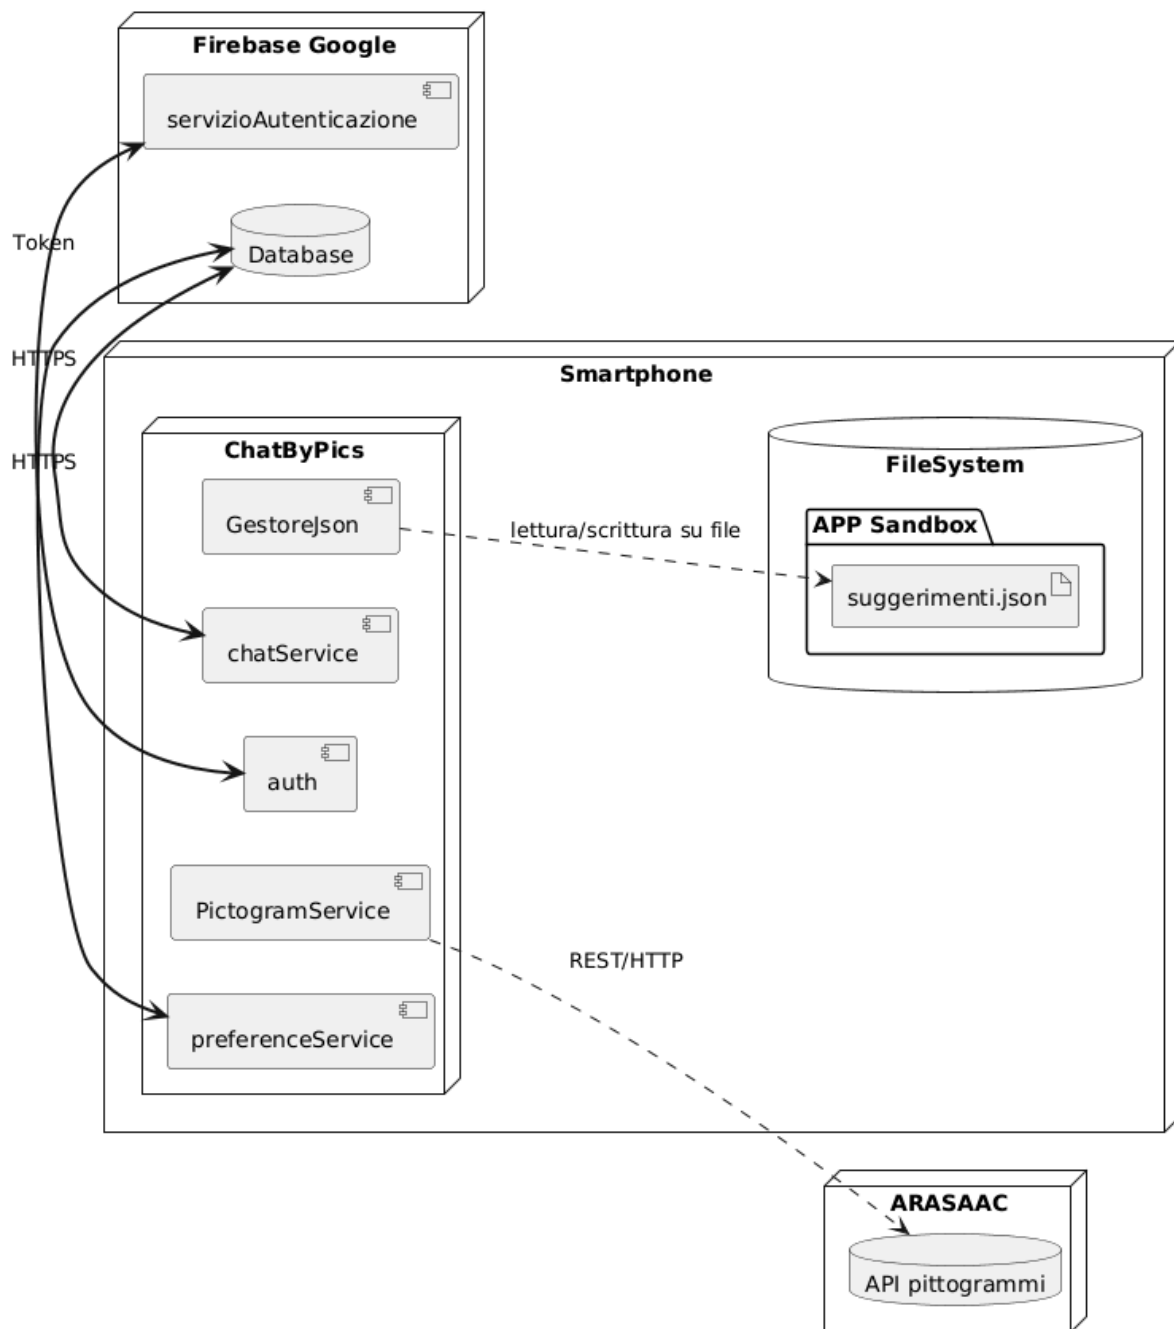 Firebase Google
servizioAutenticazione
Token
Database
HTTPS
Smartphone
ChatByPics
FileSystem
HTTPS
GestoreJson
lettura/scrittura su file
APP Sandbox
suggerimenti.json
chatService
auth
PictogramService
REST/HTTP
preferenceService
ARASAAC
API pittogrammi